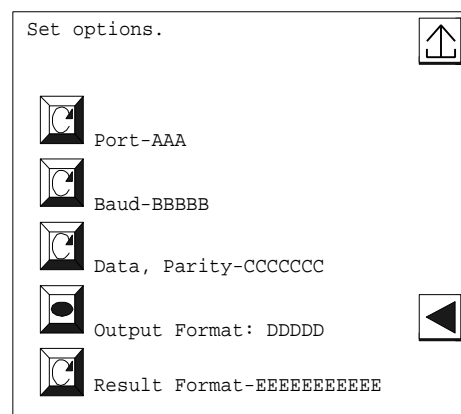 Set options.
Port-AAA
Baud-BBBBB
Data, Parity-CCCCCCC
Output Format: DDDDD
Result Format-EEEEEEEEEEE